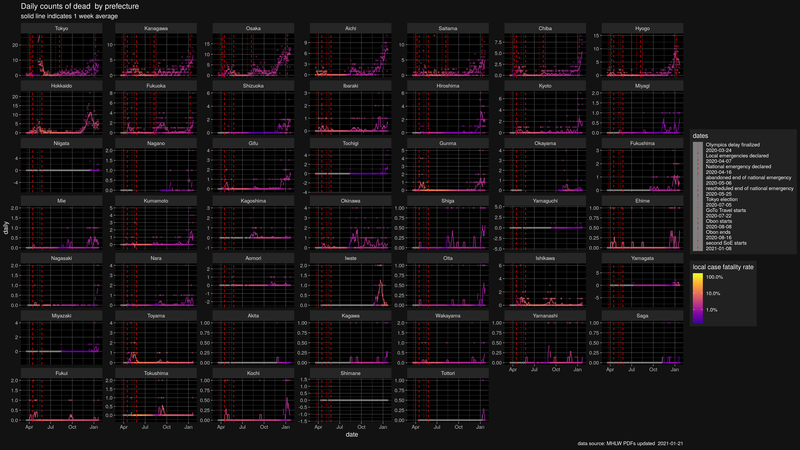 Daily counts of dead by prefecture
solid line indicates 1 week average
Tokyo Kanagawa Osaka Aichi Saitama Chiba Hyogo
Hokkaido Fukuoka Shizuoka Ibaraki Hiroshima Kyoto Miyagi
Niigata Nagano Gifu Tochigi Gunma Okayama Fukushima
Mie Kumamoto Kagoshima Okinawa Shiga Yamaguchi Ehime
Nagasaki Nara Aomori Iwate Oita Ishikawa Yamagata
Miyazaki Toyama Akita Kagawa Wakayama Yamanashi Saga
Fukui Tokushima Kochi Shimane Tottori
Apr Jul Oct Jan
daily
date
dates
Olympics delay finalized
2020-03-24
Local emergencies declared
2020-04-07
National emergency declared
2020-04-16
abandoned end of national emergency
2020-05-06
rescheduled end of national emergency
2020-05-25
Tokyo election
2020-07-05
GoTo Travel starts
2020-07-22
Obon starts
2020-08-08
Obon ends
2020-08-16
second SoE starts
2021-01-08
local case fatality rate
100.0%
10.0%
1.0%
data source: MHLW PDFs updated 2021-01-21